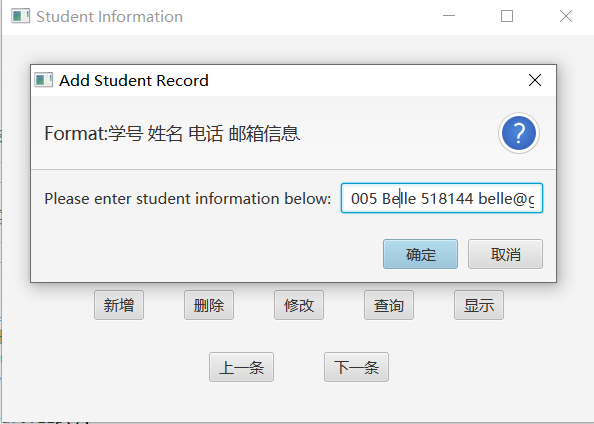 Student Information
Add Student Record
Format:学号 姓名 电话 邮箱信息
?
Please enter student information below: 005 Belle 518144 belle@g
确定 取消
新增 删除 修改 查询 显示
上一条 下一条